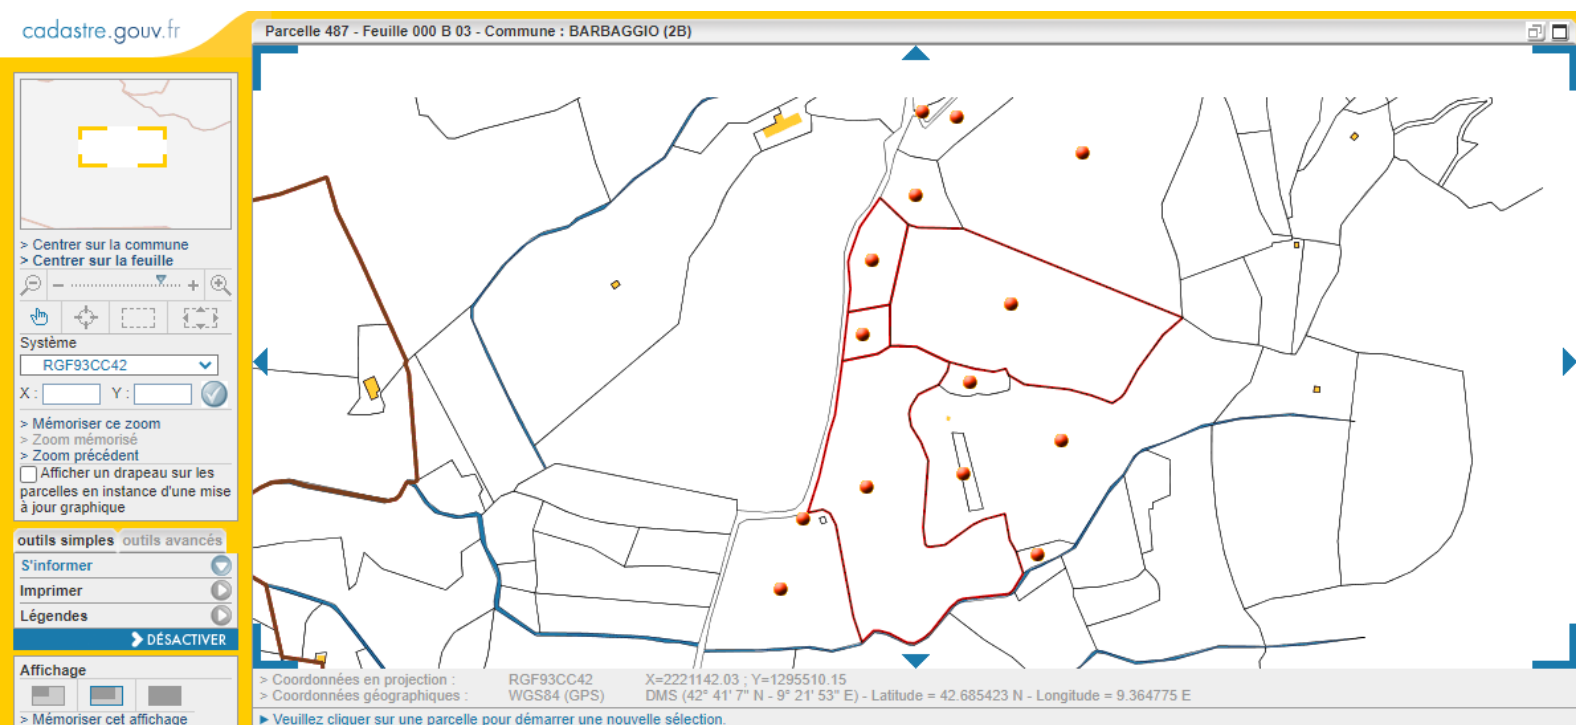 cadastre.gouv.fr
Parcelle 487 - Feuille 000 B 03 - Commune : BARBAGGIO (2B)
> Centrer sur la commune
> Centrer sur la feuille
Système
RGF93CC42
X : Y :
> Mémoriser ce zoom
> Zoom mémorisé
> Zoom précédent
Afficher un drapeau sur les
parcelles en instance d'une mise
à jour graphique
outils simples outils avancés
S'informer
Imprimer
Légendes
DÉSACTIVER
Affichage
> Mémoriser cet affichage
> Coordonnées en projection : RGF93CC42 X=2221142.03 ; Y=1295510.15
> Coordonnées géographiques : WGS84 (GPS) DMS (42° 41' 7" N - 9° 21' 53" E) - Latitude = 42.685423 N - Longitude = 9.364775 E
Veuillez cliquer sur une parcelle pour démarrer une nouvelle sélection.